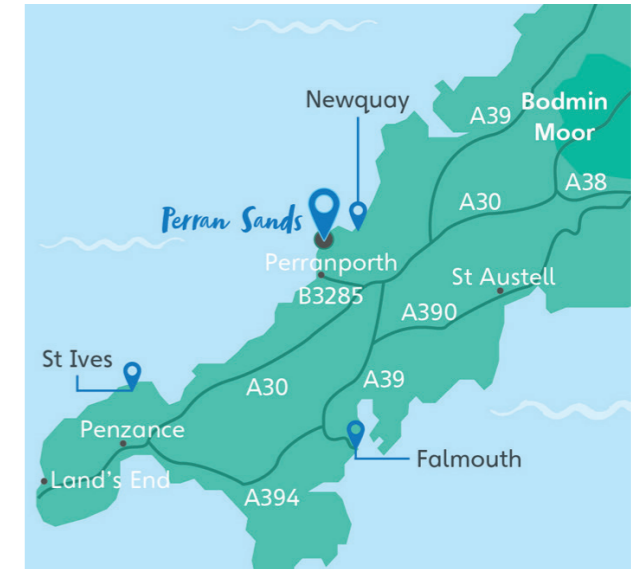 Newquay
A39
Bodmin
Moor
A38
A30
Perran Sands
Perranporth
St Austell
B3285
A390
St Ives
A30
A39
Penzance
Falmouth
Land's End
A394